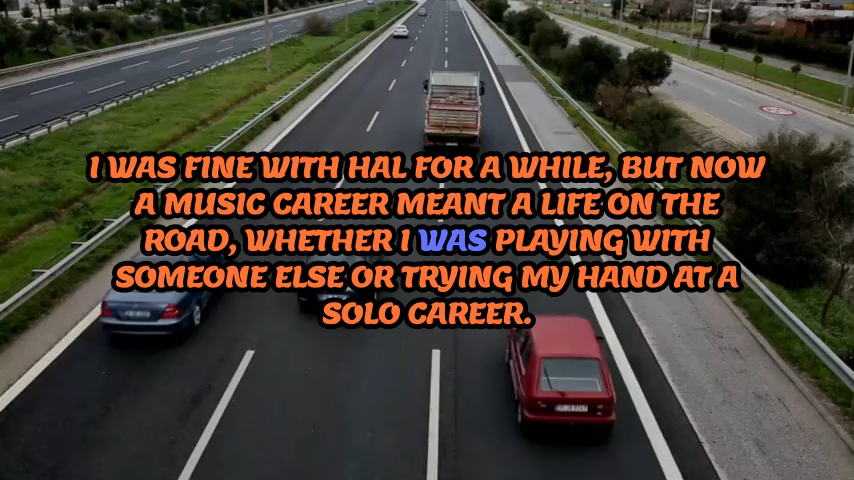 I WAS FINE WITH HAL FOR A WHILE, BUT NOW
A MUSIC CAREER MEANT A LIFE ON THE
ROAD, WHETHER I WAS PLAYING WITH
SOMEONE ELSE OR TRYING MY HAND AT A
SOLO CAREER.